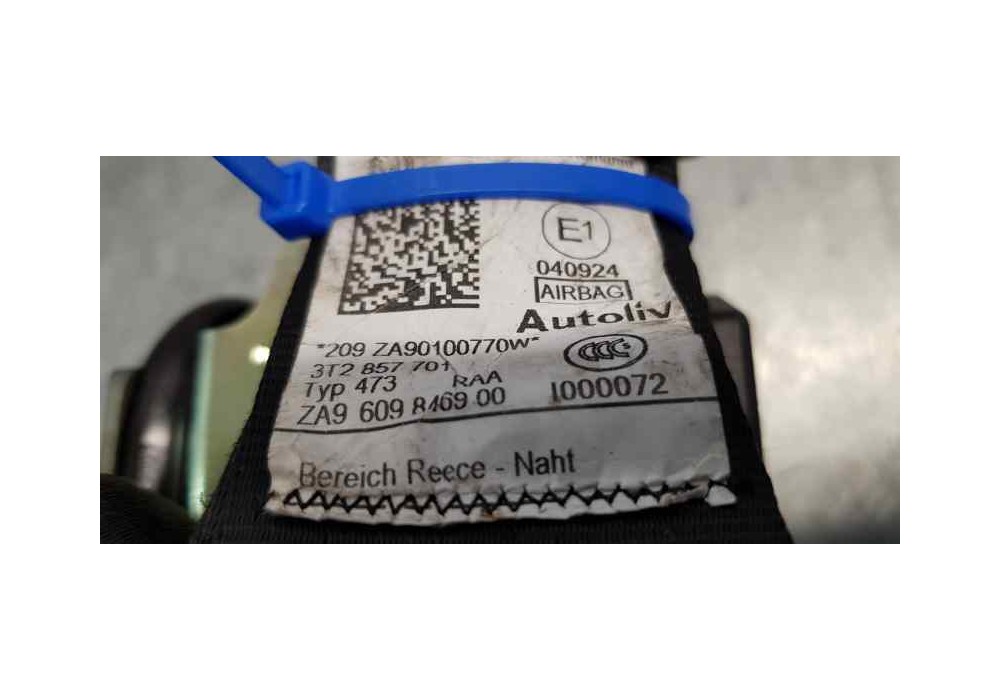 E1
040924
AIRBAG
Autoliv
*209 ZA90100770W*
CCC
3T2 857 701
Typ 473 RAA
I000072
ZA9 609 8469 00
Bereich Reece - Naht